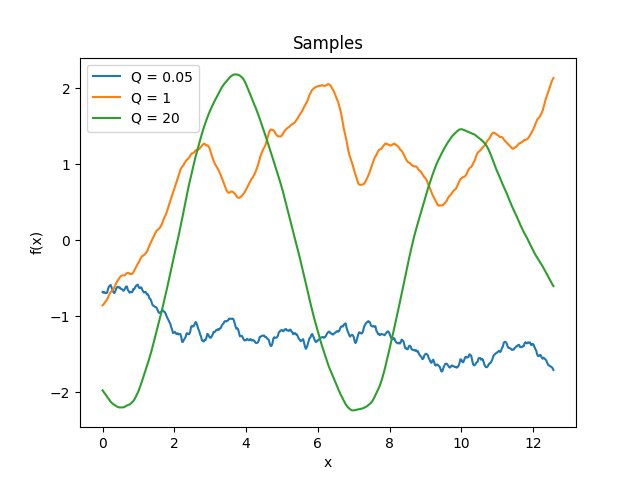 Samples
Q = 0.05
Q = 1
Q = 20
f(x)
2
1
0
−1
−2
0 2 4 6 8 10 12
x